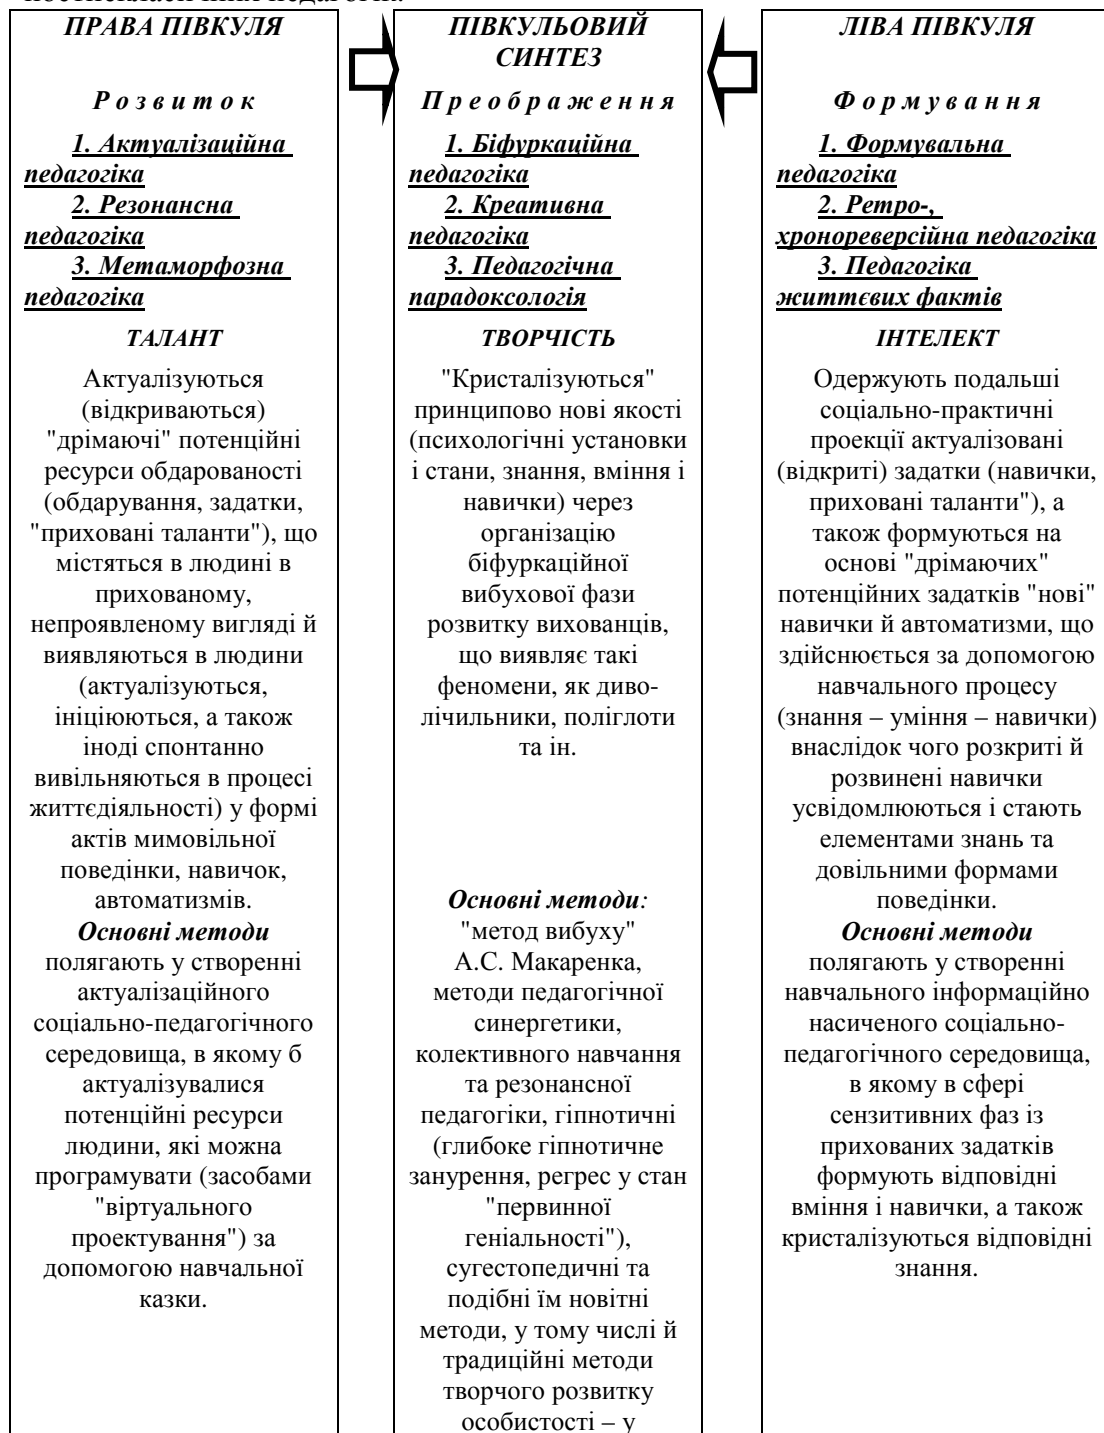 ПРАВА ПІВКУЛЯ
Р о з в и т о к
1. Актуалізаційна
педагогіка
2. Резонансна
педагогіка
3. Метаморфозна
педагогіка
ТАЛАНТ
Актуалізуються
(відкриваються)
"дрімаючі" потенційні
ресурси обдарованості
(обдарування, задатки,
"приховані таланти"), що
містяться в людині в
прихованому,
непроявленому вигляді й
виявляються в людини
(актуалізуються,
ініціюються, а також
іноді спонтанно
вивільняються в процесі
життєдіяльності) у формі
актів мимовільної
поведінки, навичок,
автоматизмів.
Основні методи
полягають у створенні
актуалізаційного
соціально-педагогічного
середовища, в якому б
актуалізувалися
потенційні ресурси
людини, які можна
програмувати (засобами
"віртуального
проектування") за
допомогою навчальної
казки.
ПІВКУЛЬОВИЙ
СИНТЕЗ
П р е о б р а ж е н н я
1. Біфуркаційна
педагогіка
2. Креативна
педагогіка
3. Педагогічна
парадоксологія
ТВОРЧІСТЬ
"Кристалізуються"
принципово нові якості
(психологічні установки
і стани, знання, вміння і
навички) через
організацію
біфуркаційної
вибухової фази
розвитку вихованців,
що виявляє такі
феномени, як диво-
лічильники, поліглоти
та ін.
Основні методи:
"метод вибуху"
А.С. Макаренка,
методи педагогічної
синергетики,
колективного навчання
та резонансної
педагогіки, гіпнотичні
(глибоке гіпнотичне
занурення, регрес у стан
"первинної
геніальності"),
сугестопедичні та
подібні їм новітні
методи, у тому числі й
традиційні методи
творчого розвитку
особистості – у
ЛІВА ПІВКУЛЯ
Ф о р м у в а н н я
1. Формувальна
педагогіка
2. Ретро-,
хронореверсійна педагогіка
3. Педагогіка
життєвих фактів
ІНТЕЛЕКТ
Одержують подальші
соціально-практичні
проекції актуалізовані
(відкриті) задатки (навички,
приховані таланти"), а
також формуються на
основі "дрімаючих"
потенційних задатків "нові"
навички й автоматизми, що
здійснюється за допомогою
навчального процесу
(знання – уміння – навички)
внаслідок чого розкриті й
розвинені навички
усвідомлюються і стають
елементами знань та
довільними формами
поведінки.
Основні методи
полягають у створенні
навчального інформаційно
насиченого соціально-
педагогічного середовища,
в якому в сфері
сензитивних фаз із
прихованих задатків
формують відповідні
вміння і навички, а також
кристалізуються відповідні
знання.